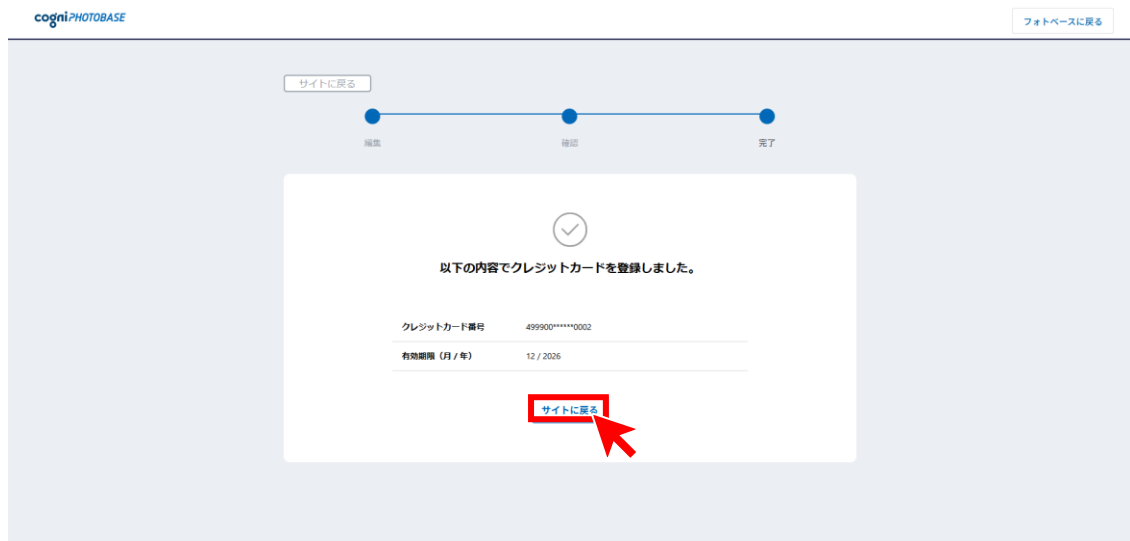 cogni PHOTOBASE
フォトベースに戻る
サイトに戻る
編集
確認
完了
以下の内容でクレジットカードを登録しました。
クレジットカード番号 499900******0002
有効期限（月 / 年） 12 / 2026
サイトに戻る